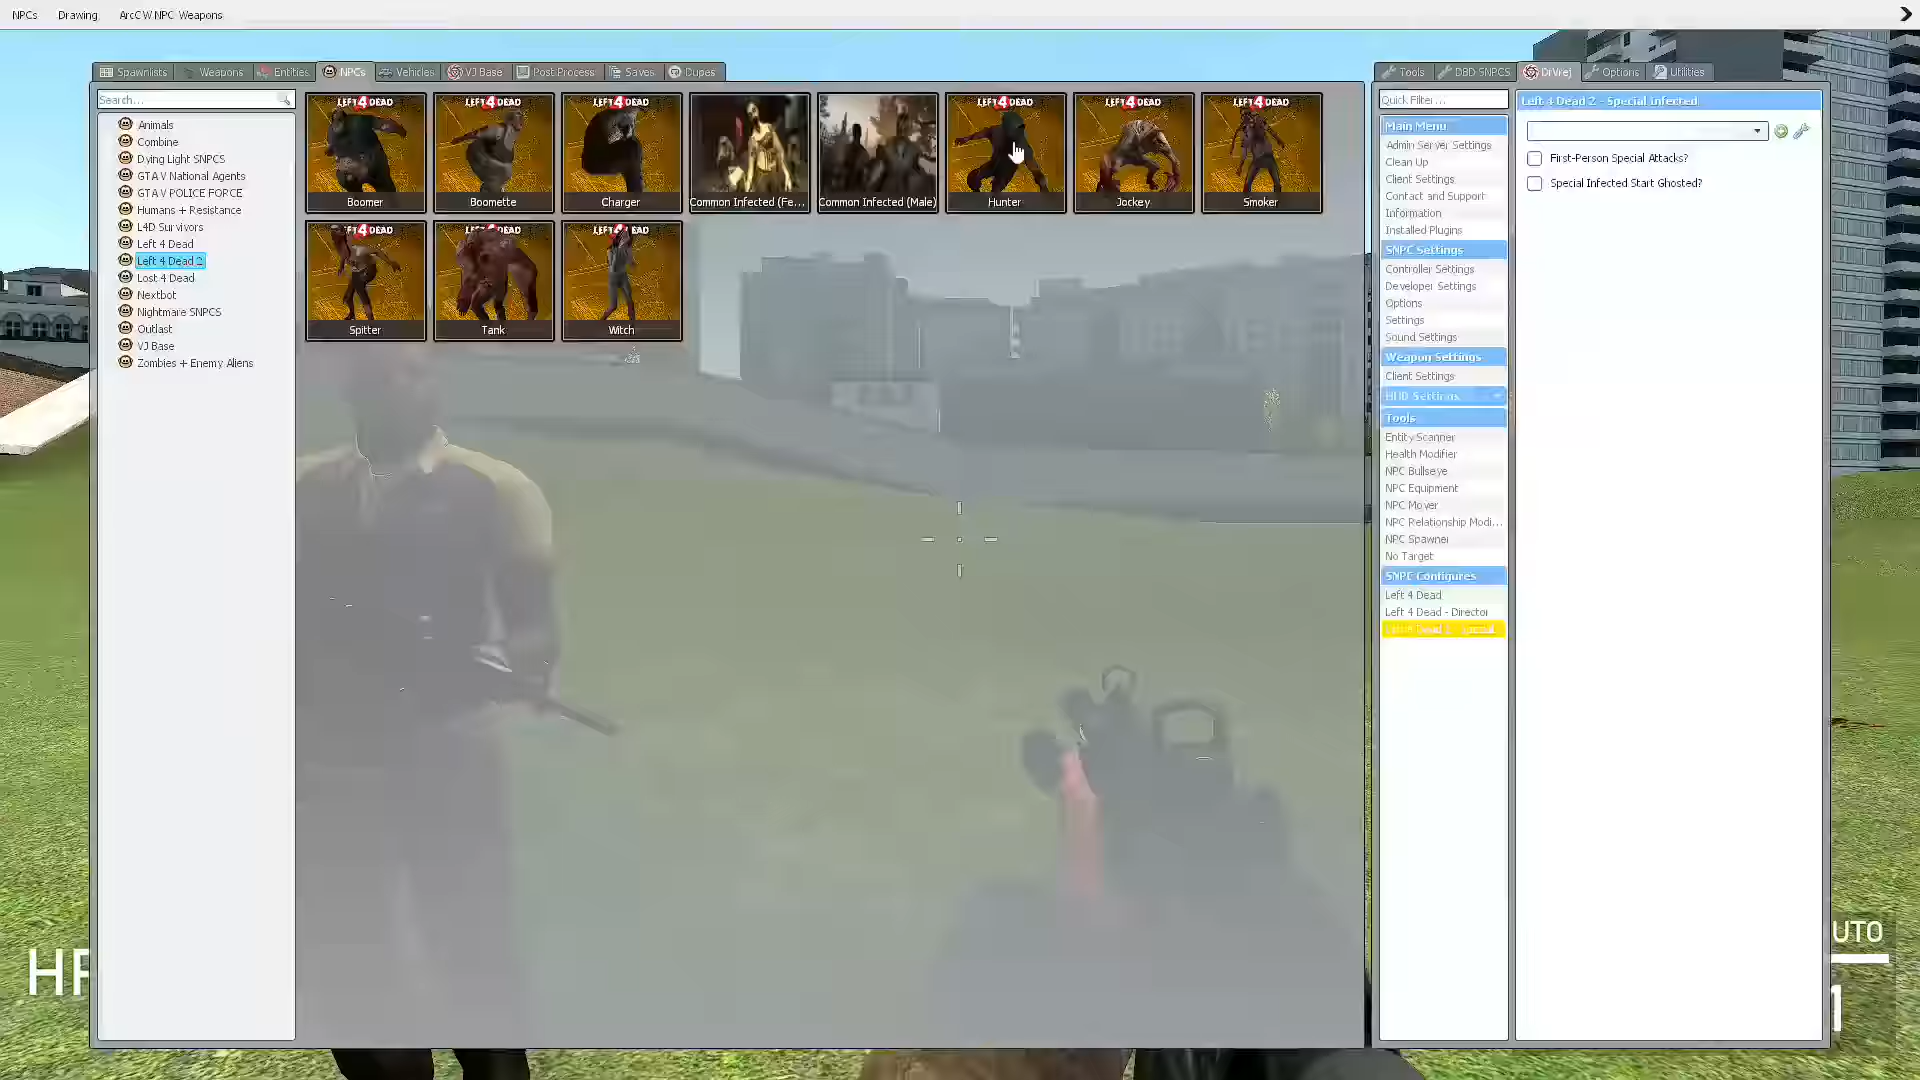 NPCs Drawing ArcCW NPC Weapons
Spawnlists Weapons Entities NPCs Vehicles VJ Base Post Process Saves Dupes
Tools DBD SNPCS DrVrej Options Utilities
Search...
Animals
Combine
Dying Light SNPCS
GTA V National Agents
GTA V POLICE FORCE
Humans + Resistance
L4D Survivors
Left 4 Dead
Left 4 Dead 2
Lost 4 Dead
Nextbot
Nightmare SNPCS
Outlast
VJ Base
Zombies + Enemy Aliens
LEFT 4 DEAD
Boomer
LEFT 4 DEAD
Boomette
LEFT 4 DEAD
Charger
Common Infected (Fe...
Common Infected (Male)
LEFT 4 DEAD
Hunter
LEFT 4 DEAD
Jockey
LEFT 4 DEAD
Smoker
LEFT 4 DEAD
Spitter
LEFT 4 DEAD
Tank
LEFT 4 DEAD
Witch
Quick Filter...
Main Menu
Admin Server Settings
Clean Up
Client Settings
Contact and Support
Information
Installed Plugins
SNPC Settings
Controller Settings
Developer Settings
Options
Settings
Sound Settings
Weapon Settings
Client Settings
HUD Settings
Tools
Entity Scanner
Health Modifier
NPC Bullseye
NPC Equipment
NPC Mover
NPC Relationship Modi...
NPC Spawner
No Target
SNPC Configures
Left 4 Dead
Left 4 Dead - Director
Left 4 Dead 2 - Special Infected
First-Person Special Attacks?
Special Infected Start Ghosted?
UTO